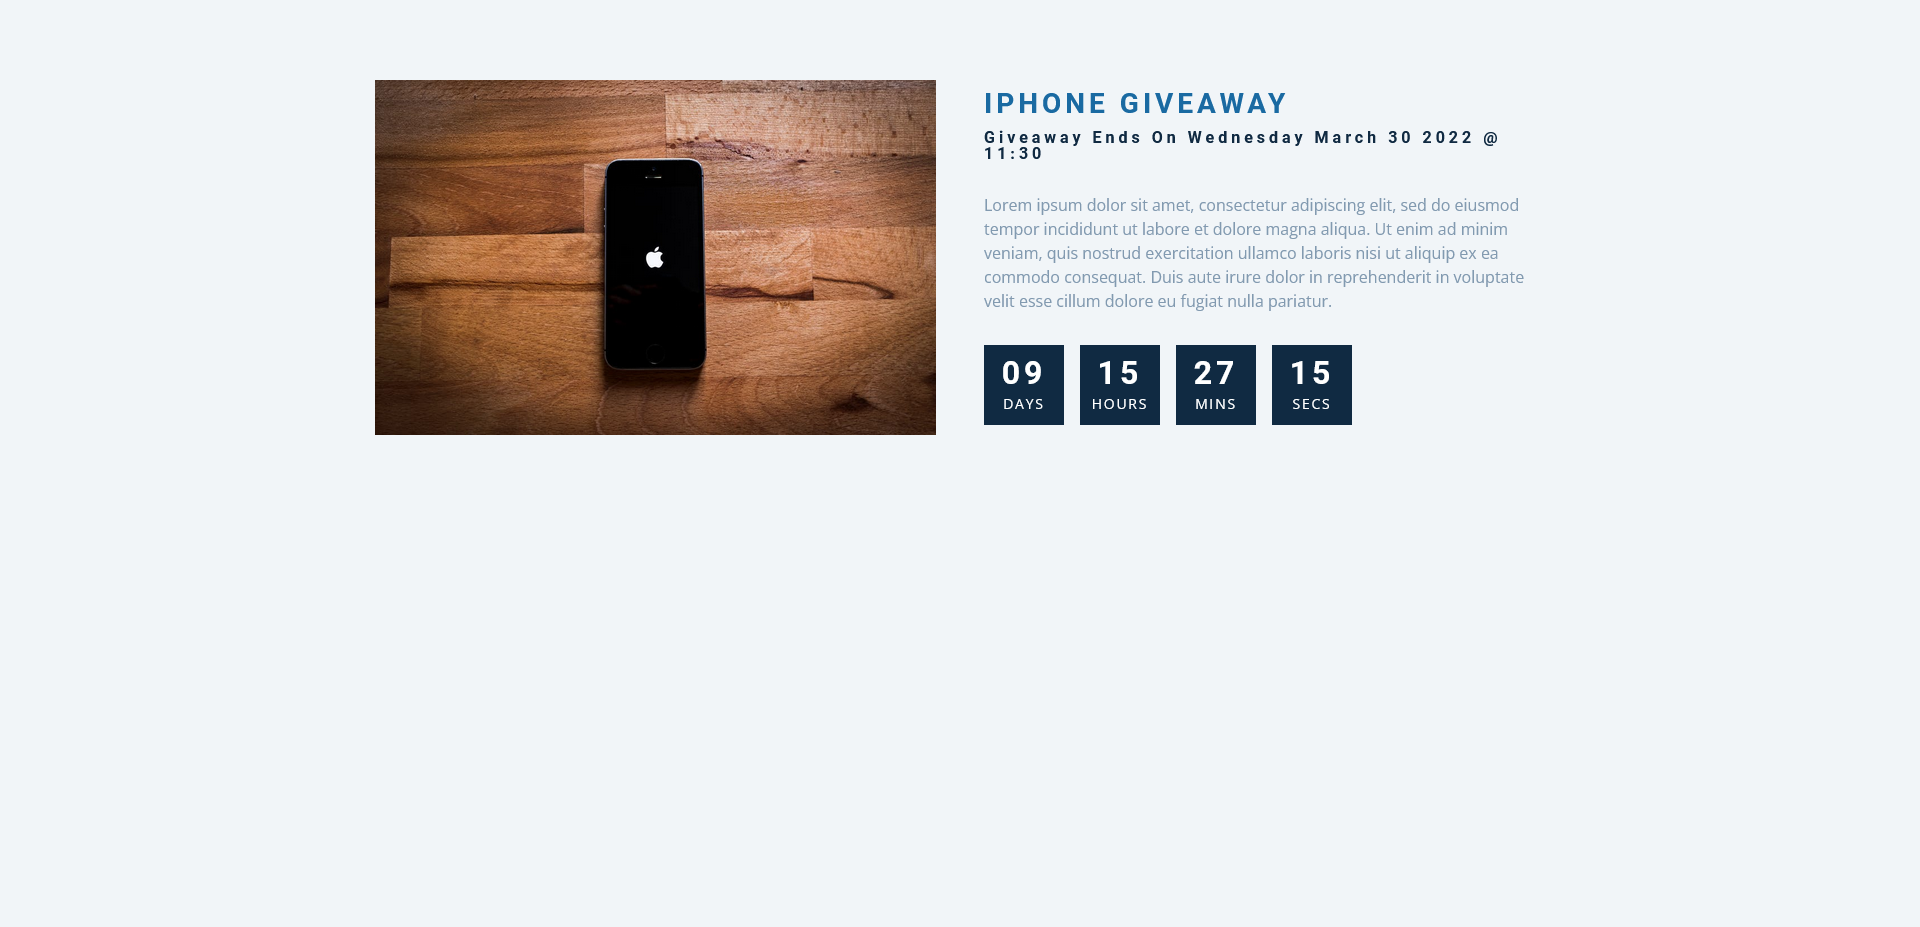 IPHONE GIVEAWAY
Giveaway Ends On Wednesday March 30 2022 @
11:30
Lorem ipsum dolor sit amet, consectetur adipiscing elit, sed do eiusmod
tempor incididunt ut labore et dolore magna aliqua. Ut enim ad minim
veniam, quis nostrud exercitation ullamco laboris nisi ut aliquip ex ea
commodo consequat. Duis aute irure dolor in reprehenderit in voluptate
velit esse cillum dolore eu fugiat nulla pariatur.
09 15 27 15
DAYS HOURS MINS SECS